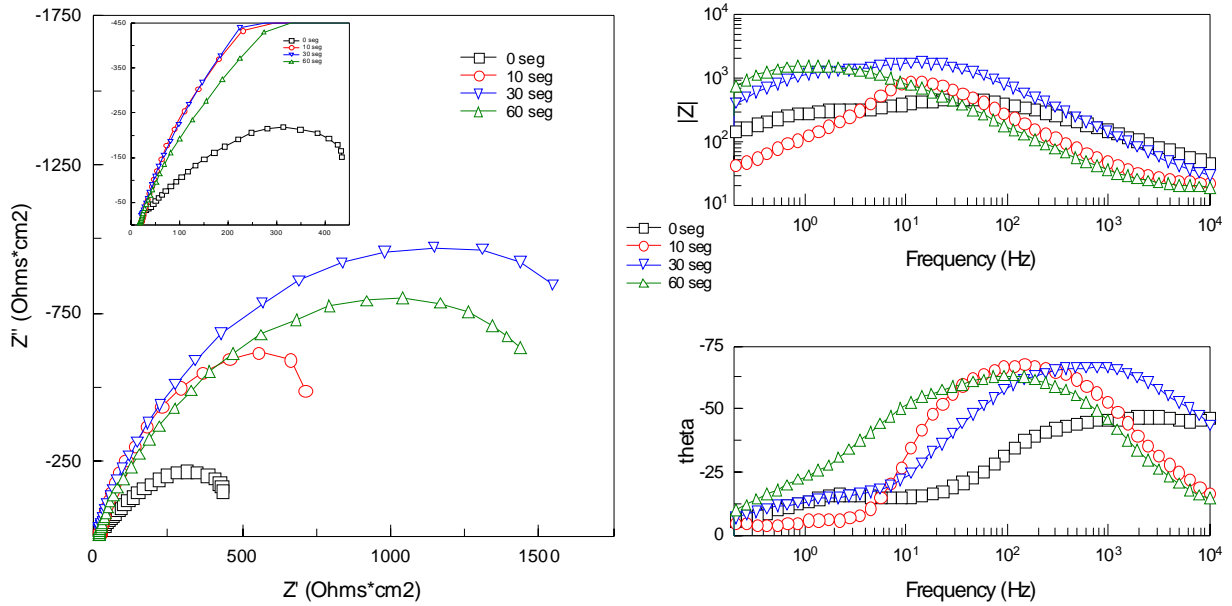 -1750
-1250
-750
-250
Z'' (Ohms*cm2)
0
500
1000
1500
Z' (Ohms*cm2)
0 seg
10 seg
30 seg
60 seg
-450
-350
-250
-150
-50
0
100
200
300
400
0 seg
10 seg
30 seg
60 seg
10⁴
10³
10²
10¹
|Z|
10⁰ 10¹ 10² 10³ 10⁴
Frequency (Hz)
0 seg
10 seg
30 seg
60 seg
-75
-50
-25
0
theta
10⁰ 10¹ 10² 10³ 10⁴
Frequency (Hz)